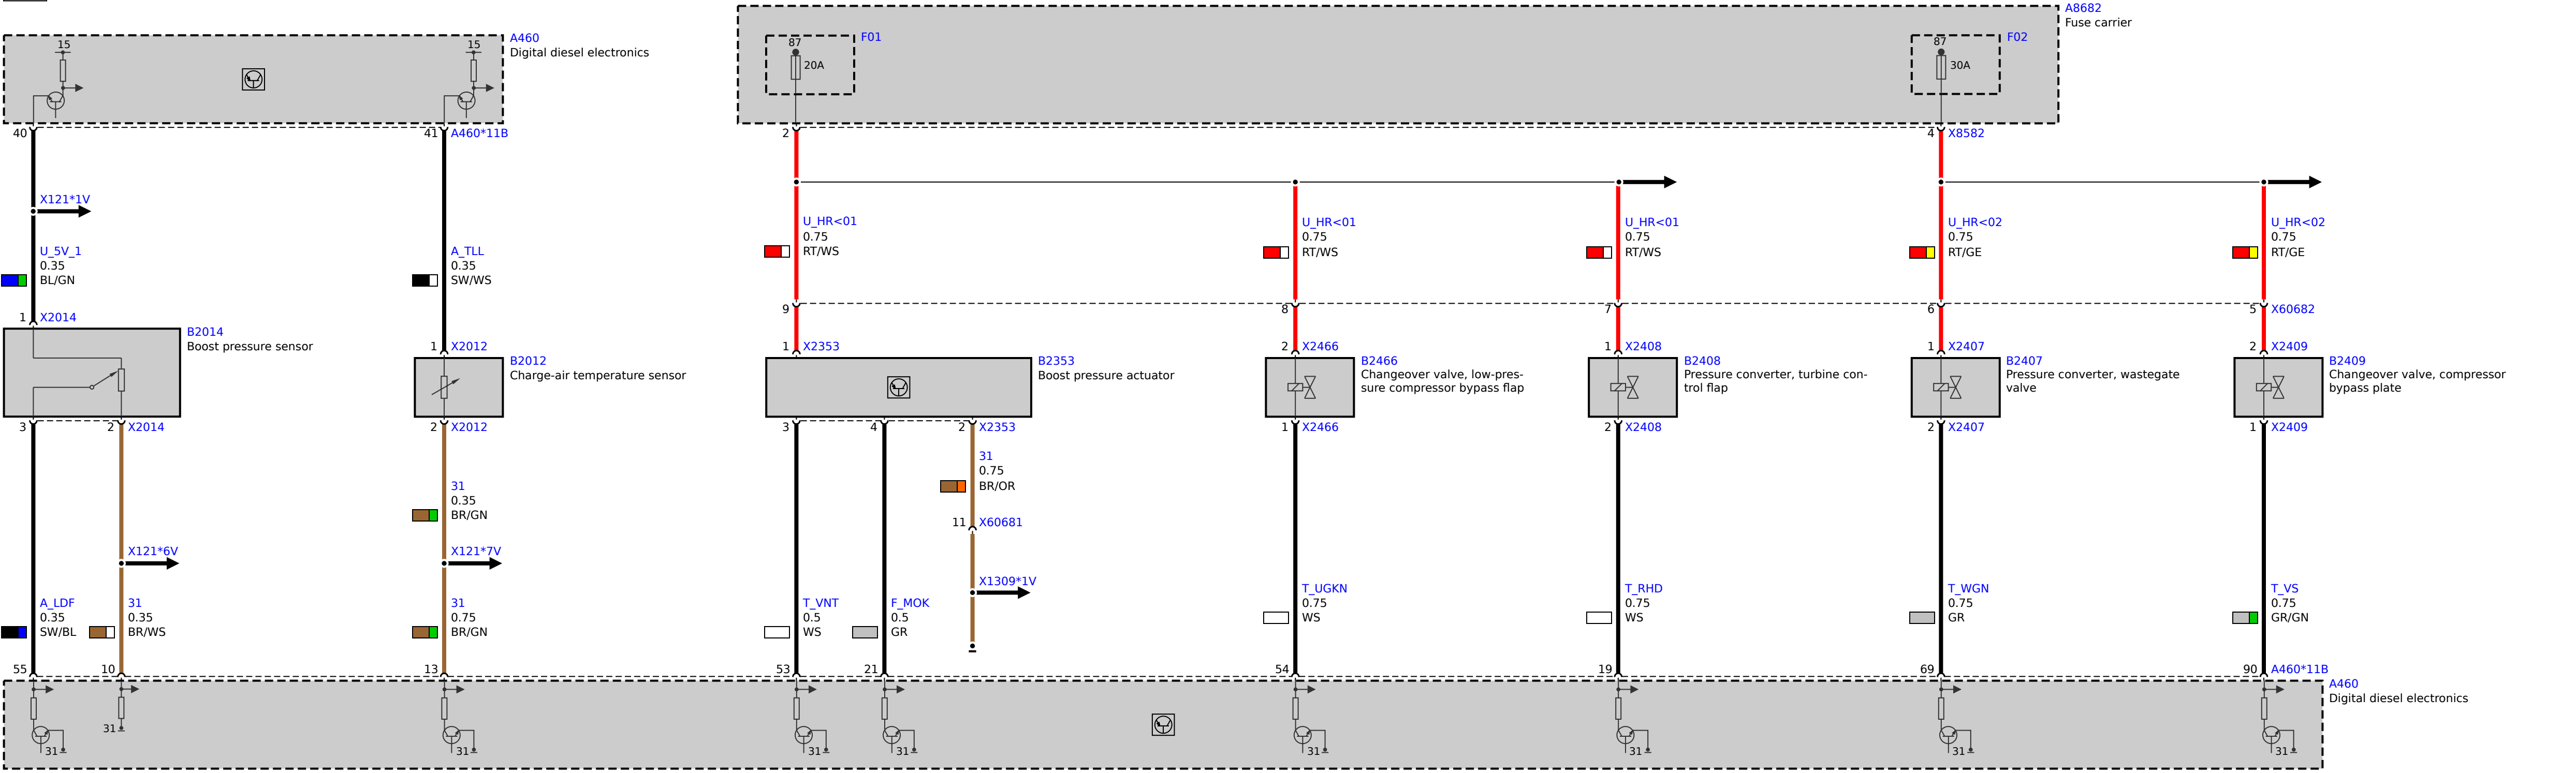 A8682
Fuse carrier
A460
Digital diesel electronics
15
15
87
F01
20A
87
F02
30A
40
41
A460*11B
2
4
X8582
X121*1V
U_5V_1
0.35
BL/GN
A_TLL
0.35
SW/WS
U_HR<01
0.75
RT/WS
U_HR<01
0.75
RT/WS
U_HR<01
0.75
RT/WS
U_HR<02
0.75
RT/GE
U_HR<02
0.75
RT/GE
9
8
7
6
5
X60682
1
X2014
B2014
Boost pressure sensor
1
X2012
B2012
Charge-air temperature sensor
1
X2353
B2353
Boost pressure actuator
2
X2466
B2466
Changeover valve, low-pres-
sure compressor bypass flap
1
X2408
B2408
Pressure converter, turbine con-
trol flap
1
X2407
B2407
Pressure converter, wastegate
valve
2
X2409
B2409
Changeover valve, compressor
bypass plate
3
2
X2014
2
X2012
3
4
2
X2353
1
X2466
2
X2408
2
X2407
1
X2409
31
0.75
BR/OR
31
0.35
BR/GN
11
X60681
X121*6V
X121*7V
X1309*1V
A_LDF
0.35
SW/BL
31
0.35
BR/WS
31
0.75
BR/GN
T_VNT
0.5
WS
F_MOK
0.5
GR
T_UGKN
0.75
WS
T_RHD
0.75
WS
T_WGN
0.75
GR
T_VS
0.75
GR/GN
55
10
13
53
21
54
19
69
90
A460*11B
A460
Digital diesel electronics
31
31
31
31
31
31
31
31
31